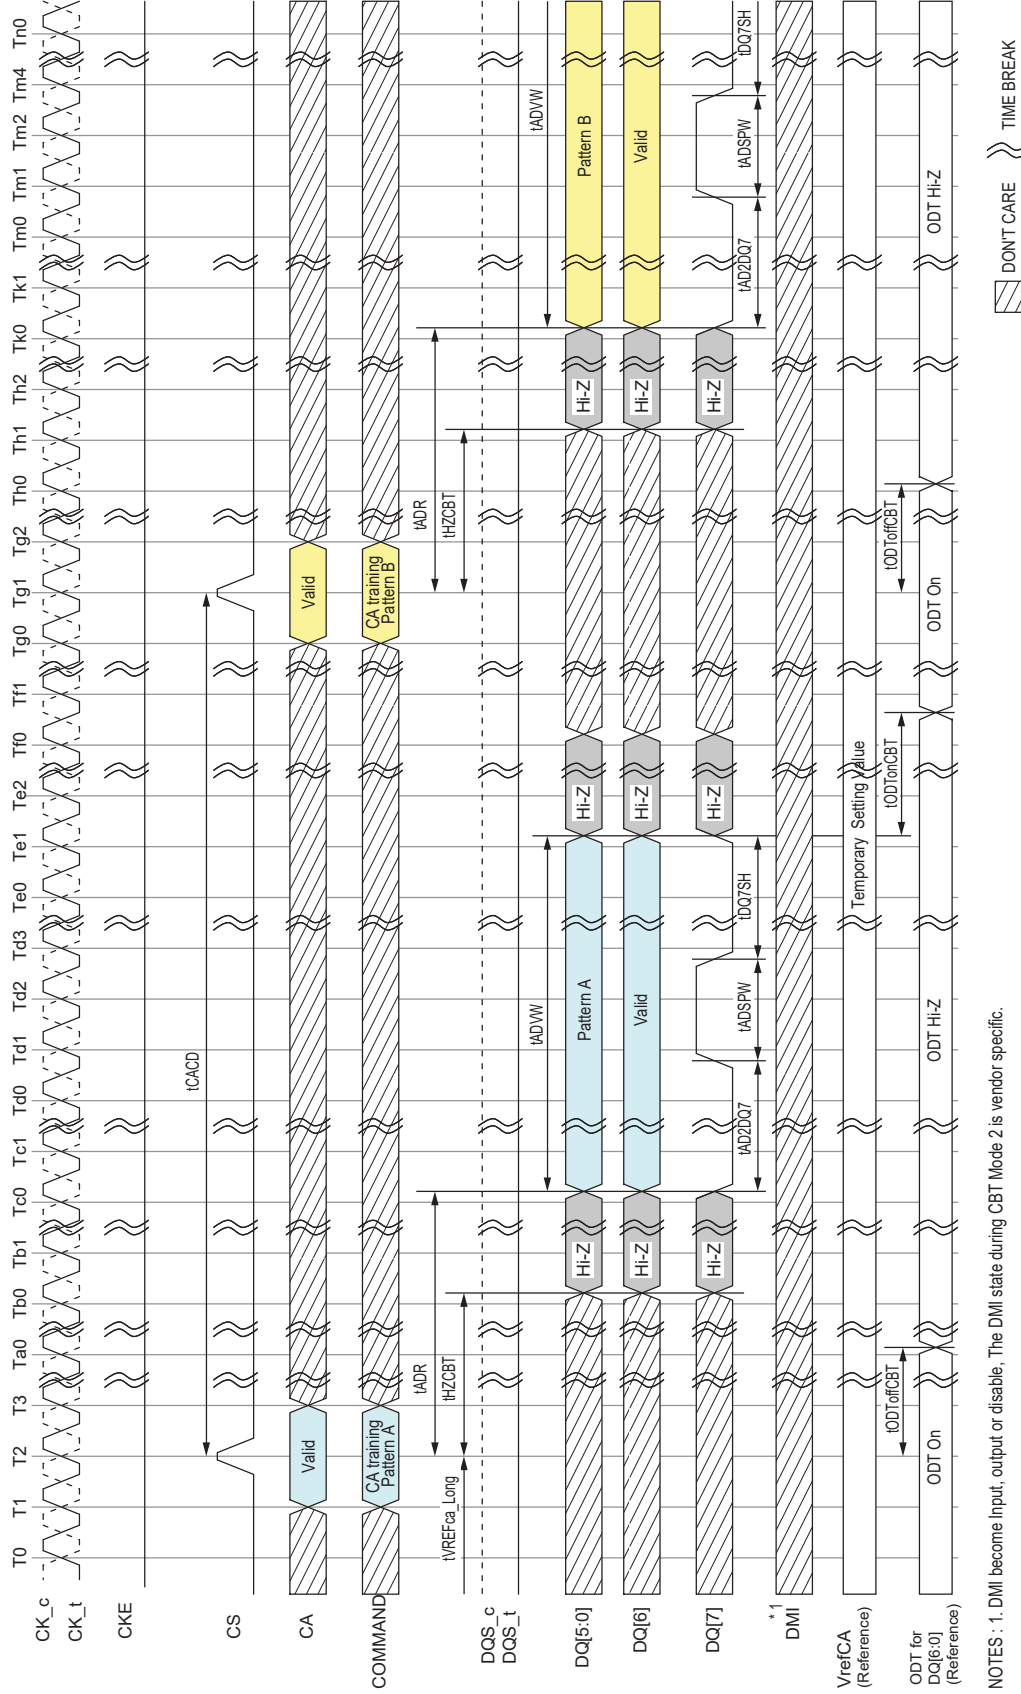 T0 T1 T2 T3 Ta0 Tb0 Tb1 Tc0 Tc1 Td0 Td1 Td2 Td3 Te0 Te1 Te2 Tf0 Tf1 Tg0 Tg1 Tg2 Th0 Th1 Th2 Tk0 Tk1 Tm0 Tm1 Tm2 Tm4 Tn0
CK_c
CK_t
CKE
tCACD
CS
CA Valid Valid
COMMAND CA training Pattern A CA training Pattern B
tADR tADR
tVREFca_Long tHZCBT tHZCBT
DQS_c
DQS_t
tADVW tADVW
DQ[5:0] Hi-Z Pattern A Hi-Z Hi-Z Pattern B
DQ[6] Hi-Z Valid Hi-Z Hi-Z Valid
DQ[7] Hi-Z Hi-Z Hi-Z
tAD2DQ7 tADSPW tDQ7SH tAD2DQ7 tADSPW tDQ7SH
*1
DMI
VrefCA
(Reference)
Temporary Setting Value
tODToffCBT tODTonCBT tODToffCBT
ODT for
DQ[6:0]
(Reference)
ODT On ODT Hi-Z ODT On ODT Hi-Z
DON'T CARE TIME BREAK
NOTES : 1. DMI become Input, output or disable, The DMI state during CBT Mode 2 is vendor specific.